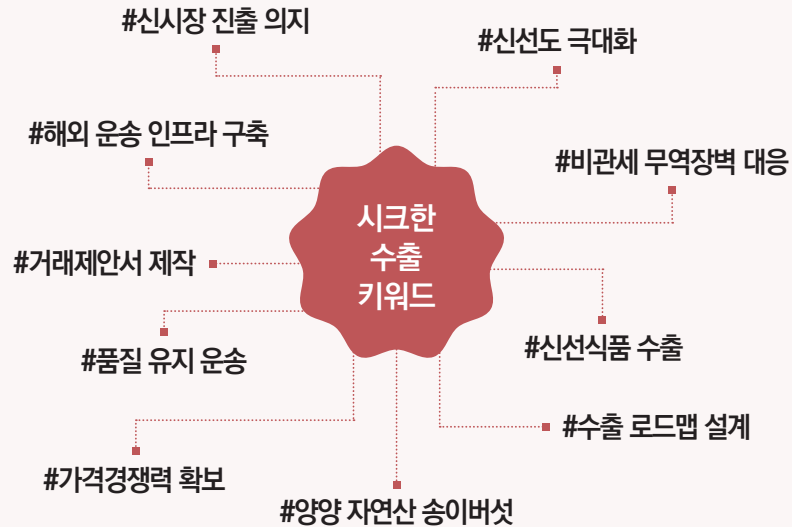 #신시장 진출 의지
#신선도 극대화
#해외 운송 인프라 구축
#비관세 무역장벽 대응
시크한
수출
키워드
#거래제안서 제작
#신선식품 수출
#품질 유지 운송
#수출 로드맵 설계
#가격경쟁력 확보
#양양 자연산 송이버섯